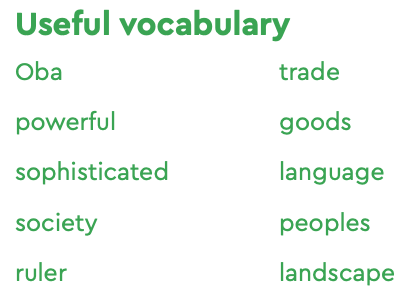 Useful vocabulary
Oba
powerful
sophisticated
society
ruler
trade
goods
language
peoples
landscape